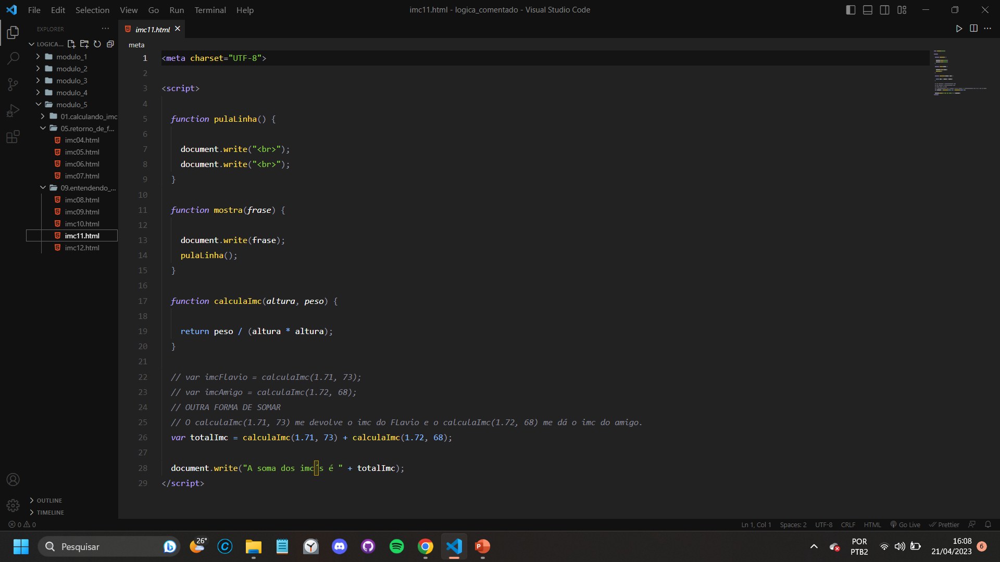 File Edit Selection View Go Run Terminal Help
imc11.html - logica_comentado - Visual Studio Code
EXPLORER
LOGICA...
modulo_1
modulo_2
modulo_3
modulo_4
modulo_5
01.calculando_imc
05.retorno_de_f...
imc04.html
imc05.html
imc06.html
imc07.html
09.entendendo_...
imc08.html
imc09.html
imc10.html
imc11.html
imc12.html
OUTLINE
TIMELINE
imc11.html
meta
1 <meta charset="UTF-8">
2
3 <script>
4
5 function pulaLinha() {
6
7 document.write("<br>");
8 document.write("<br>");
9 }
10
11 function mostra(frase) {
12
13 document.write(frase);
14 pulaLinha();
15 }
16
17 function calculaImc(altura, peso) {
18
19 return peso / (altura * altura);
20 }
21
22 // var imcFlavio = calculaImc(1.71, 73);
23 // var imcAmigo = calculaImc(1.72, 68);
24 // OUTRA FORMA DE SOMAR
25 // O calculaImc(1.71, 73) me devolve o imc do FLavio e o calculaImc(1.72, 68) me dá o imc do amigo.
26 var totalImc = calculaImc(1.71, 73) + calculaImc(1.72, 68);
27
28 document.write("A soma dos imc´s é " + totalImc);
29 </script>
0 0
Ln 1, Col 1 Spaces: 2 UTF-8 CRLF HTML Go Live Prettier
Pesquisar
26°
POR
PTB2
16:08
21/04/2023
6